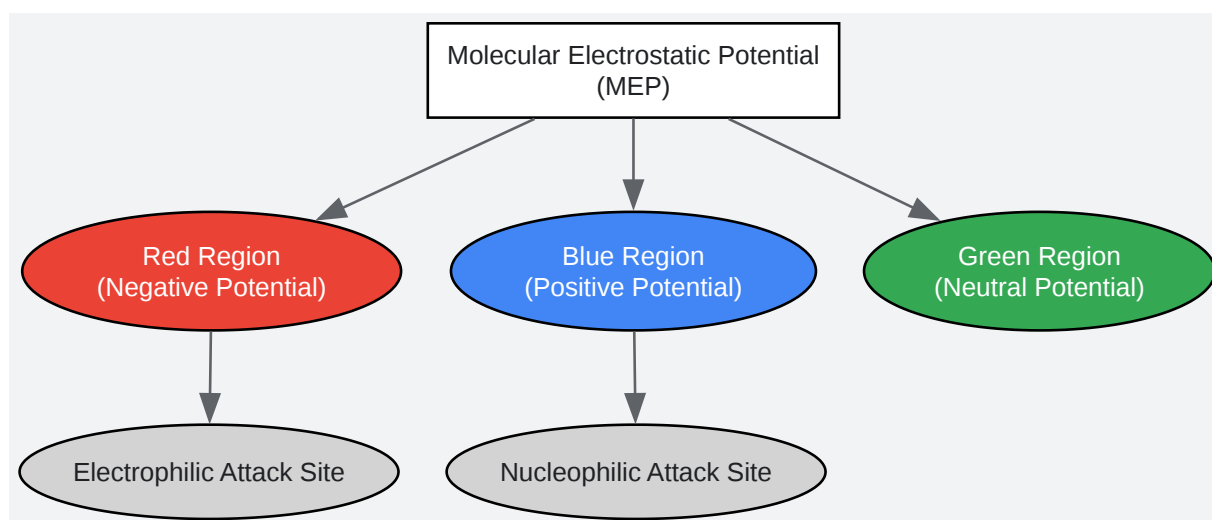 Molecular Electrostatic Potential
(MEP)
Red Region
(Negative Potential)
Blue Region
(Positive Potential)
Green Region
(Neutral Potential)
Electrophilic Attack Site
Nucleophilic Attack Site